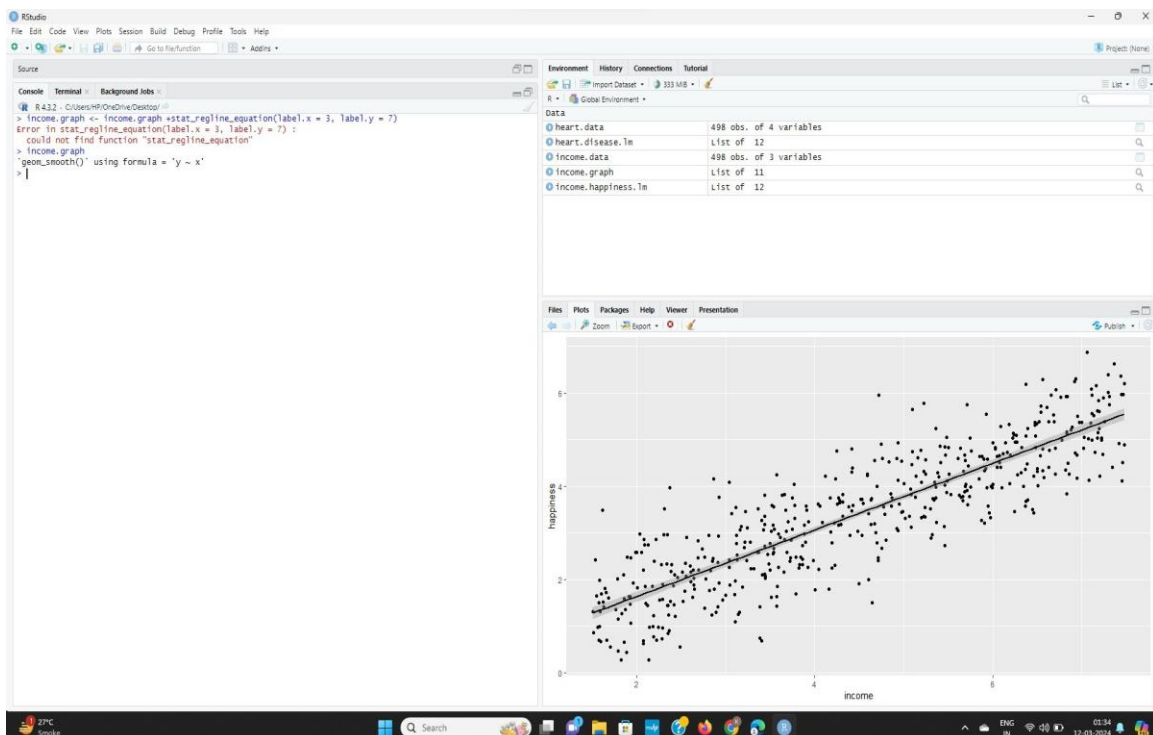 RStudio
File Edit Code View Plots Session Build Debug Profile Tools Help
Go to file/function Addins
Project: (None)
Source
Console Terminal Background Jobs
R 4.3.2 · C:/Users/HP/OneDrive/Desktop/
> income.graph <- income.graph +stat_regline_equation(label.x = 3, label.y = 7)
Error in stat_regline_equation(label.x = 3, label.y = 7) :
could not find function "stat_regline_equation"
> income.graph
`geom_smooth()` using formula = 'y ~ x'
>
Environment History Connections Tutorial
Import Dataset 333 MiB
List
R Global Environment
Data
heart.data 498 obs. of 4 variables
heart.disease.lm List of 12
income.data 498 obs. of 3 variables
income.graph List of 11
income.happiness.lm List of 12
Files Plots Packages Help Viewer Presentation
Zoom Export Publish
6
4
2
0
happiness
2 4 6
income
1
27°C
Smoke
Search
ENG
IN
01:34
12-03-2024